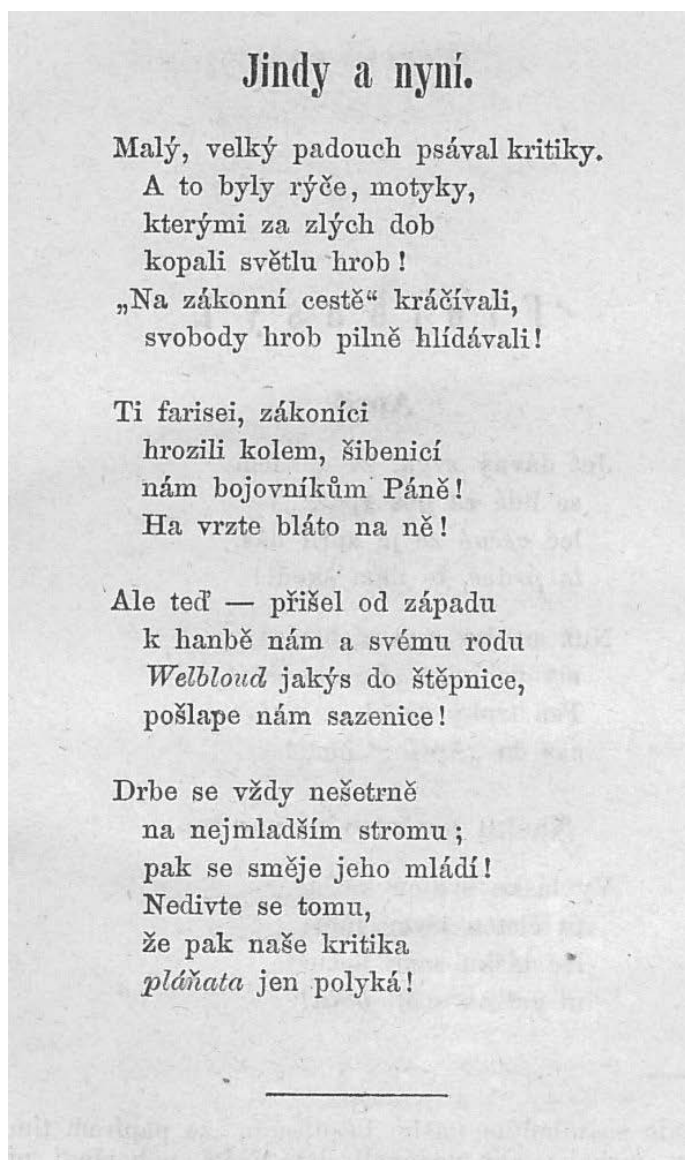 Jindy a nyní.
Malý, velký padouch psával kritiky.
A to byly rýče, motyky,
kterými za zlých dob
kopali světlu hrob!
„Na zákonní cestě“ kráčívali,
svobody hrob pilně hlídávali!
Ti farisei, zákoníci
hrozili kolem, šibenicí
nám bojovníkům Páně!
Ha vrzte bláto na ně!
Ale teď — přišel od západu
k hanbě nám a svému rodu
Welbloud jakýs do štěpnice,
pošlape nám sazenice!
Drbe se vždy nešetrně
na nejmladším stromu;
pak se směje jeho mládí!
Nedivte se tomu,
že pak naše kritika
pláňata jen polyká!